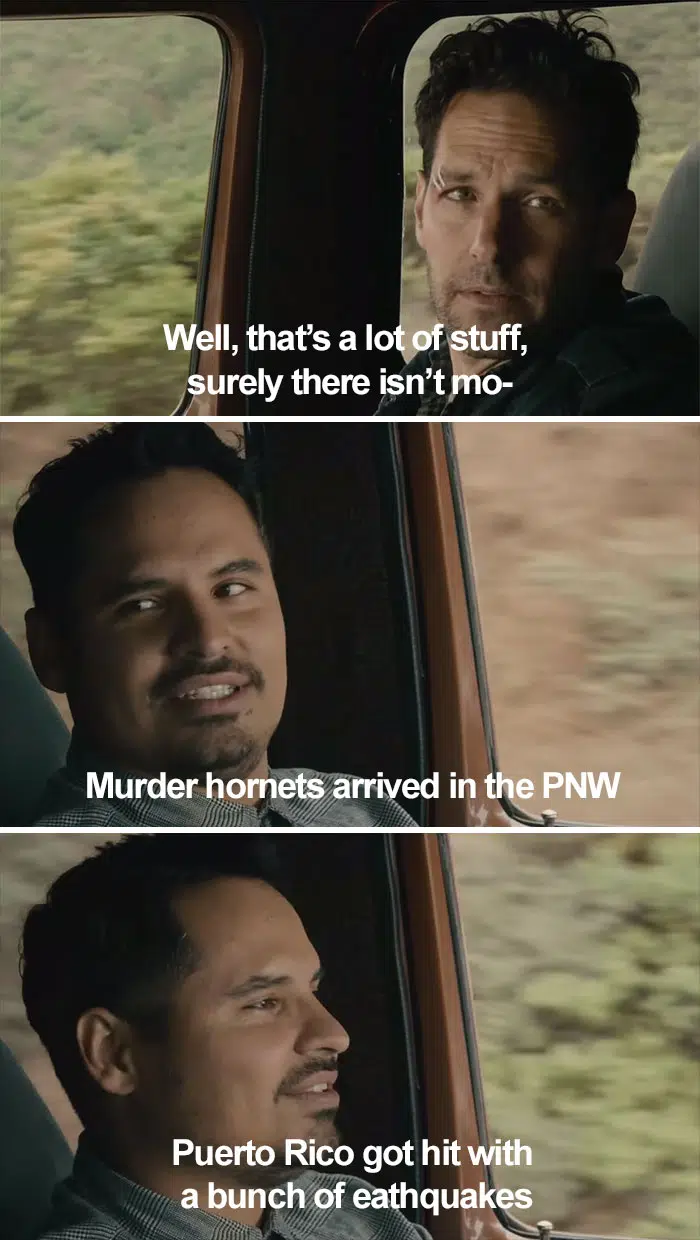 Well, that’s a lot of stuff,
surely there isn’t mo-
Murder hornets arrived in the PNW
Puerto Rico got hit with
a bunch of eathquakes